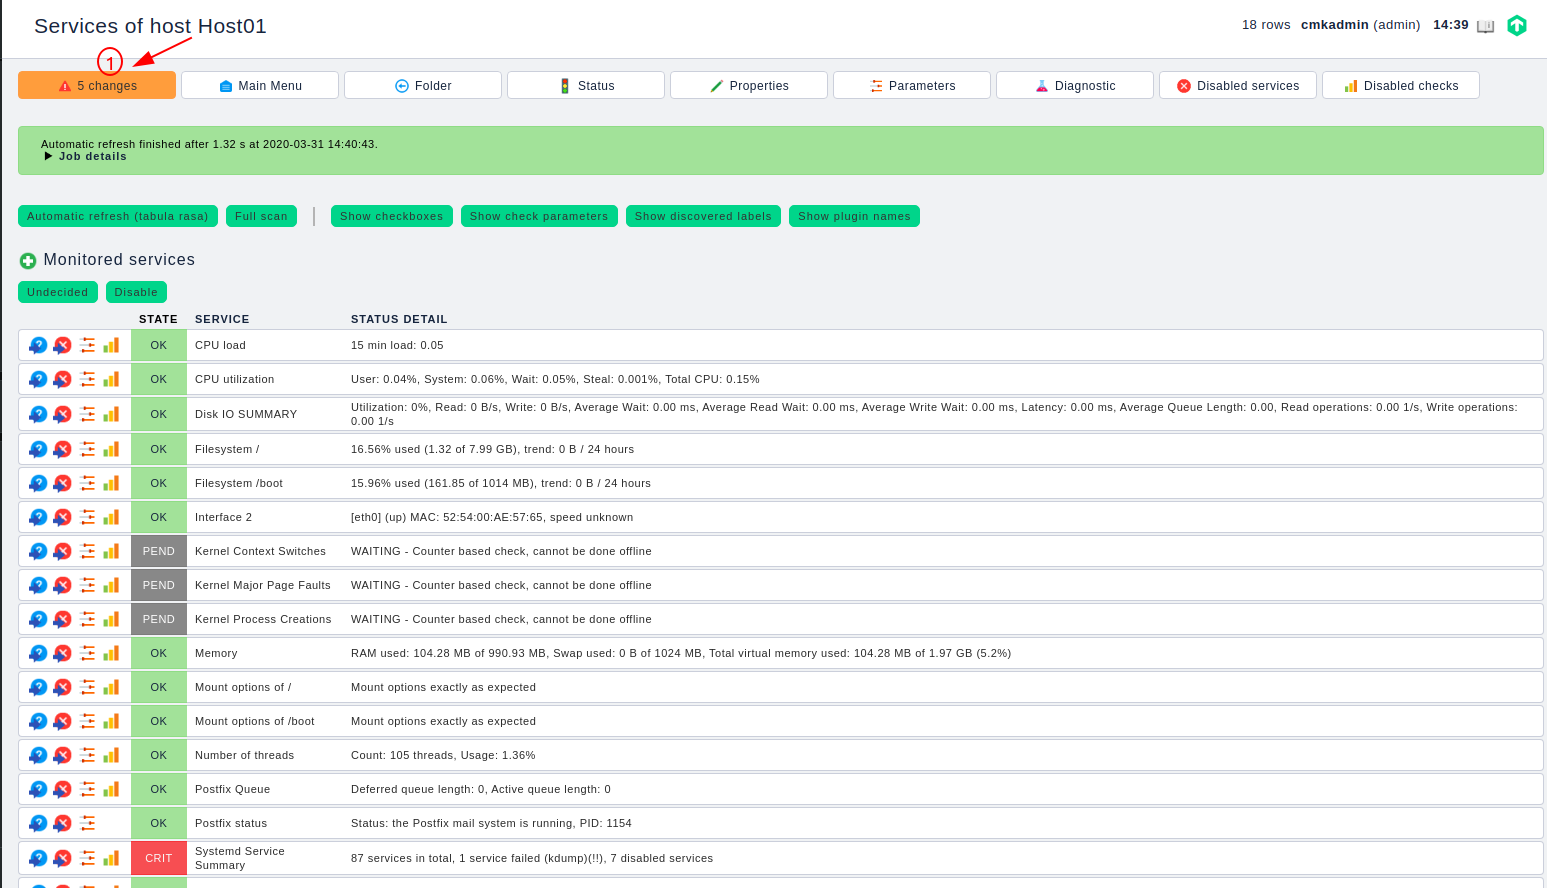 Services of host Host01
18 rows cmkadmin (admin) 14:39
1
5 changes Main Menu Folder Status Properties Parameters Diagnostic Disabled services Disabled checks
Automatic refresh finished after 1.32 s at 2020-03-31 14:40:43.
Job details
Automatic refresh (tabula rasa) Full scan Show checkboxes Show check parameters Show discovered labels Show plugin names
Monitored services
Undecided Disable
STATE SERVICE STATUS DETAIL
OK CPU load 15 min load: 0.05
OK CPU utilization User: 0.04%, System: 0.06%, Wait: 0.05%, Steal: 0.001%, Total CPU: 0.15%
OK Disk IO SUMMARY Utilization: 0%, Read: 0 B/s, Write: 0 B/s, Average Wait: 0.00 ms, Average Read Wait: 0.00 ms, Average Write Wait: 0.00 ms, Latency: 0.00 ms, Average Queue Length: 0.00, Read operations: 0.00 1/s, Write operations:
0.00 1/s
OK Filesystem / 16.56% used (1.32 of 7.99 GB), trend: 0 B / 24 hours
OK Filesystem /boot 15.96% used (161.85 of 1014 MB), trend: 0 B / 24 hours
OK Interface 2 [eth0] (up) MAC: 52:54:00:AE:57:65, speed unknown
PEND Kernel Context Switches WAITING - Counter based check, cannot be done offline
PEND Kernel Major Page Faults WAITING - Counter based check, cannot be done offline
PEND Kernel Process Creations WAITING - Counter based check, cannot be done offline
OK Memory RAM used: 104.28 MB of 990.93 MB, Swap used: 0 B of 1024 MB, Total virtual memory used: 104.28 MB of 1.97 GB (5.2%)
OK Mount options of / Mount options exactly as expected
OK Mount options of /boot Mount options exactly as expected
OK Number of threads Count: 105 threads, Usage: 1.36%
OK Postfix Queue Deferred queue length: 0, Active queue length: 0
OK Postfix status Status: the Postfix mail system is running, PID: 1154
CRIT Systemd Service Summary 87 services in total, 1 service failed (kdump)(!!), 7 disabled services